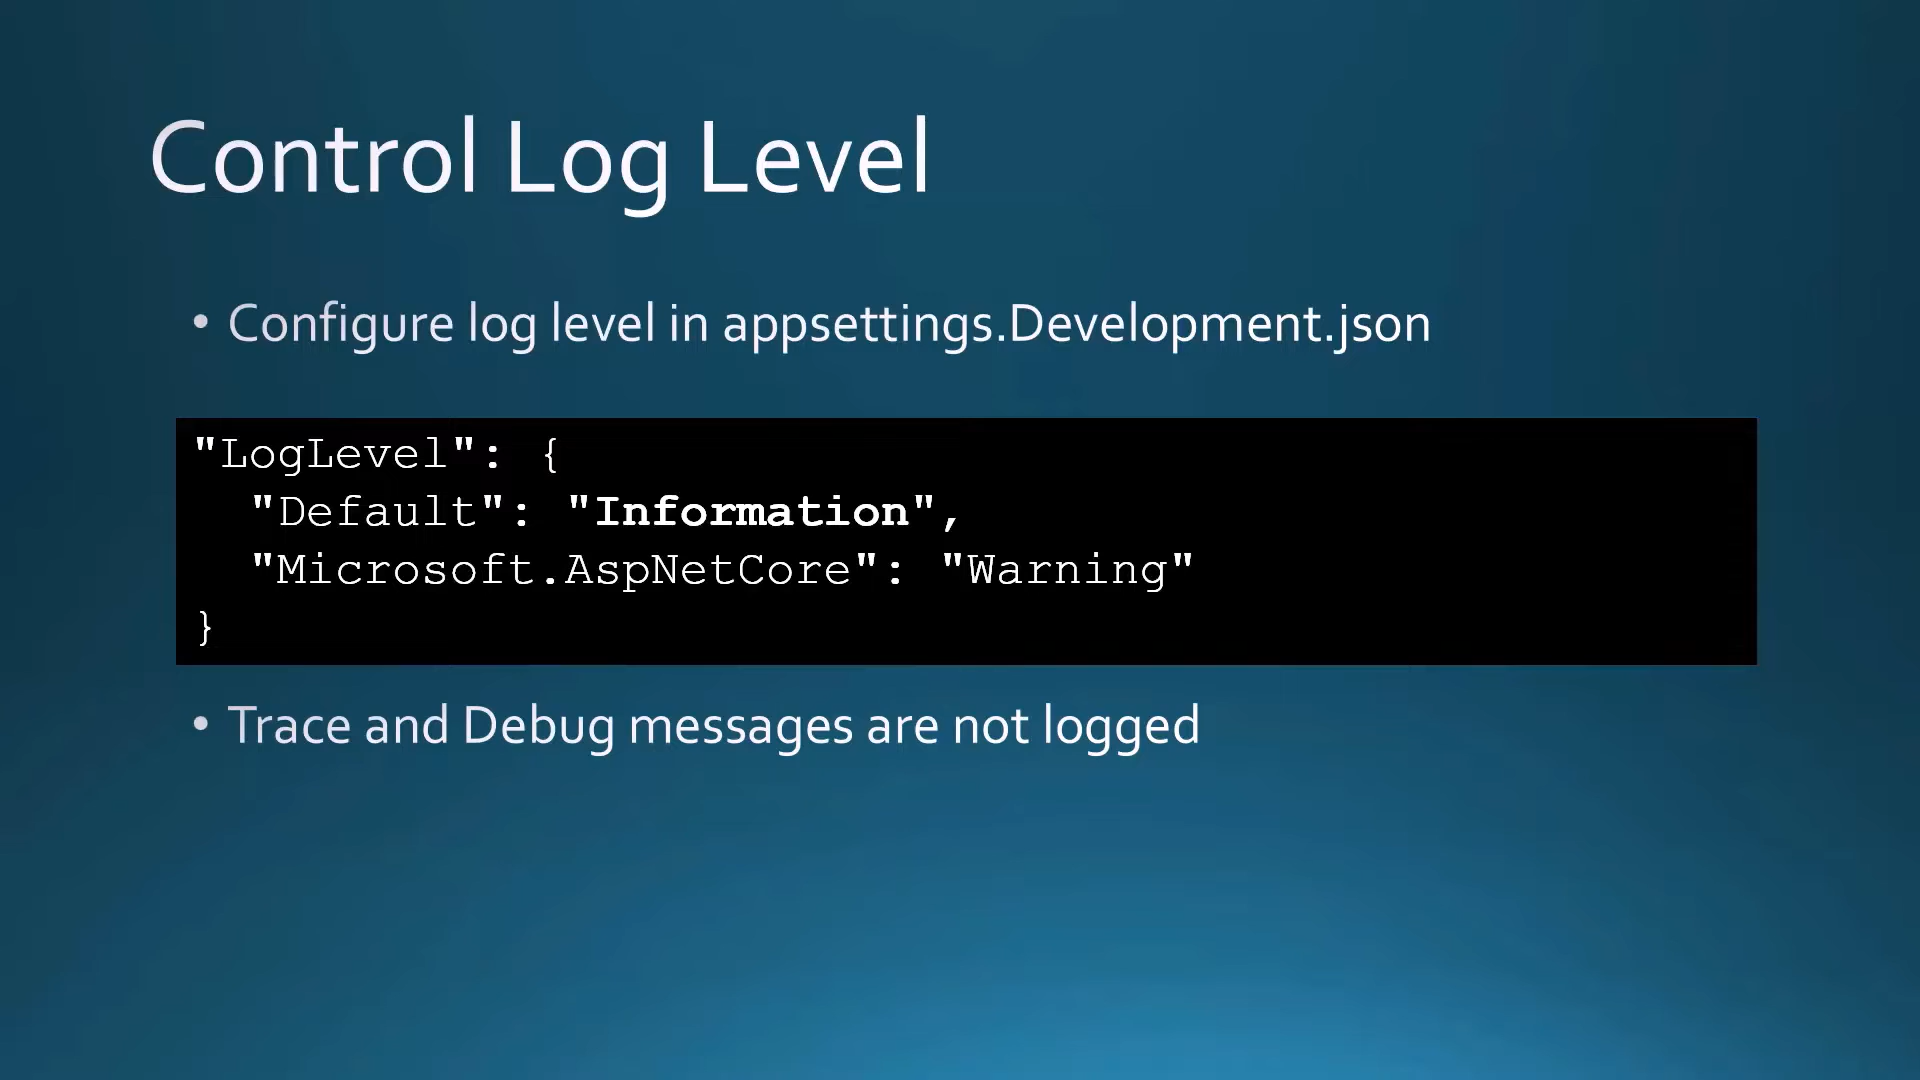 Control Log Level
• Configure log level in appsettings.Development.json
"LogLevel": {
  "Default": "Information",
  "Microsoft.AspNetCore": "Warning"
}
• Trace and Debug messages are not logged